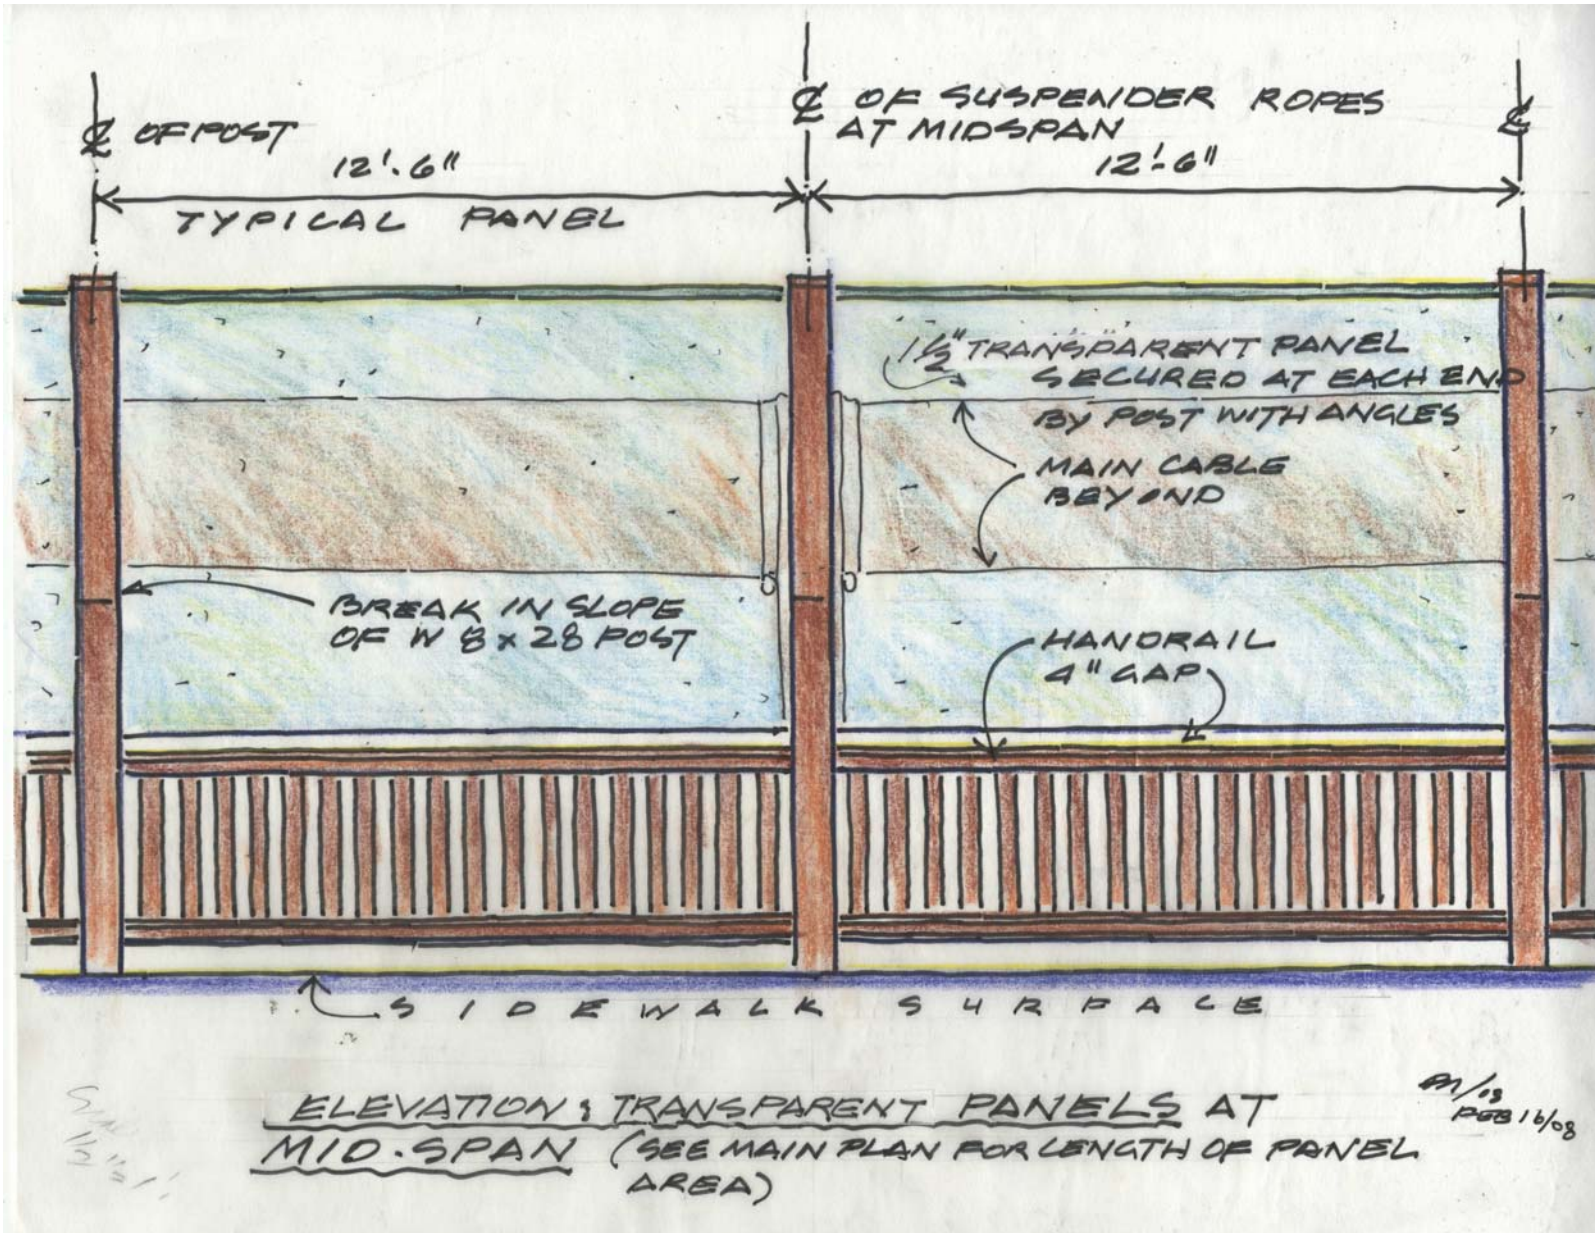 ℄ OF POST
12'-6"
TYPICAL PANEL
℄ OF SUSPENDER ROPES
AT MIDSPAN
12'-6"
℄
1 1/2" TRANSPARENT PANEL
SECURED AT EACH END
BY POST WITH ANGLES
MAIN CABLE
BEYOND
BREAK IN SLOPE
OF W 8 x 28 POST
HANDRAIL
4" GAP
SIDEWALK SURFACE
ELEVATION: TRANSPARENT PANELS AT
MID-SPAN (SEE MAIN PLAN FOR LENGTH OF PANEL
AREA)
FEB 16/08